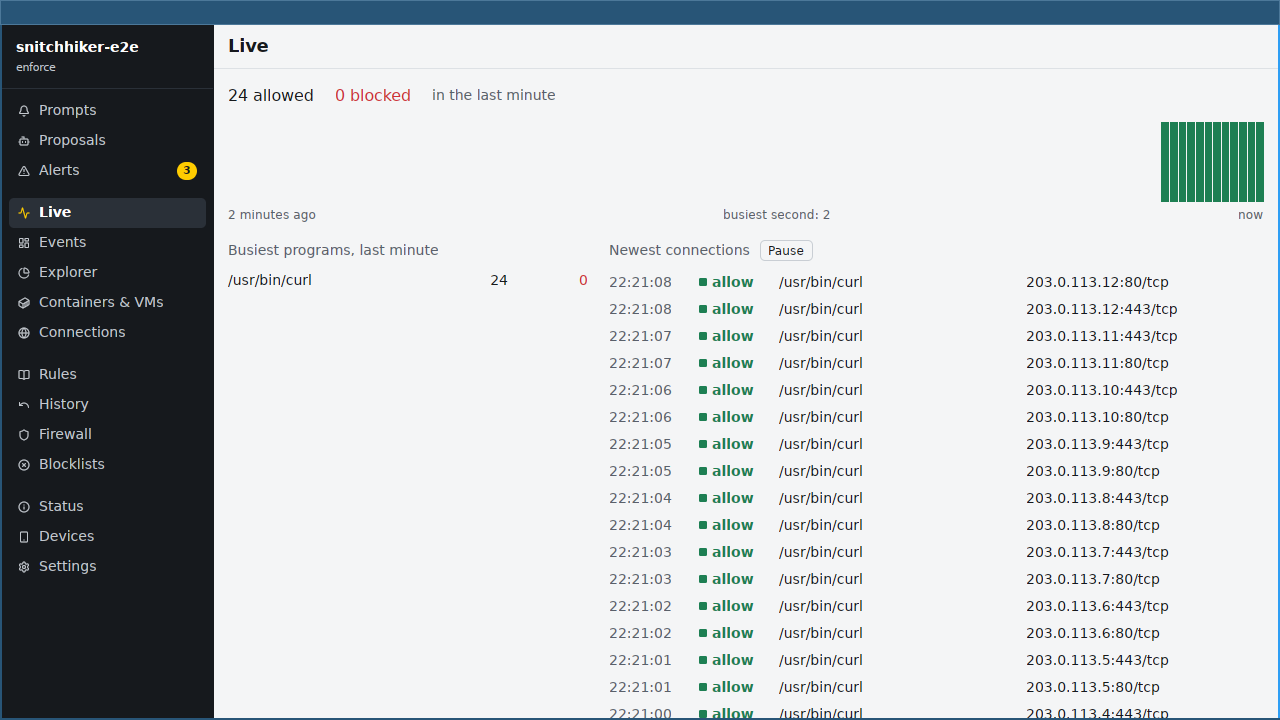 snitchhiker-e2e
enforce
Prompts
Proposals
Alerts 3
Live
Events
Explorer
Containers & VMs
Connections
Rules
History
Firewall
Blocklists
Status
Devices
Settings
Live
24 allowed 0 blocked in the last minute
2 minutes ago busiest second: 2 now
Busiest programs, last minute
/usr/bin/curl 24 0
Newest connections Pause
22:21:08 allow /usr/bin/curl 203.0.113.12:80/tcp
22:21:08 allow /usr/bin/curl 203.0.113.12:443/tcp
22:21:07 allow /usr/bin/curl 203.0.113.11:443/tcp
22:21:07 allow /usr/bin/curl 203.0.113.11:80/tcp
22:21:06 allow /usr/bin/curl 203.0.113.10:443/tcp
22:21:06 allow /usr/bin/curl 203.0.113.10:80/tcp
22:21:05 allow /usr/bin/curl 203.0.113.9:443/tcp
22:21:05 allow /usr/bin/curl 203.0.113.9:80/tcp
22:21:04 allow /usr/bin/curl 203.0.113.8:443/tcp
22:21:04 allow /usr/bin/curl 203.0.113.8:80/tcp
22:21:03 allow /usr/bin/curl 203.0.113.7:443/tcp
22:21:03 allow /usr/bin/curl 203.0.113.7:80/tcp
22:21:02 allow /usr/bin/curl 203.0.113.6:443/tcp
22:21:02 allow /usr/bin/curl 203.0.113.6:80/tcp
22:21:01 allow /usr/bin/curl 203.0.113.5:443/tcp
22:21:01 allow /usr/bin/curl 203.0.113.5:80/tcp
22:21:00 allow /usr/bin/curl 203.0.113.4:443/tcp